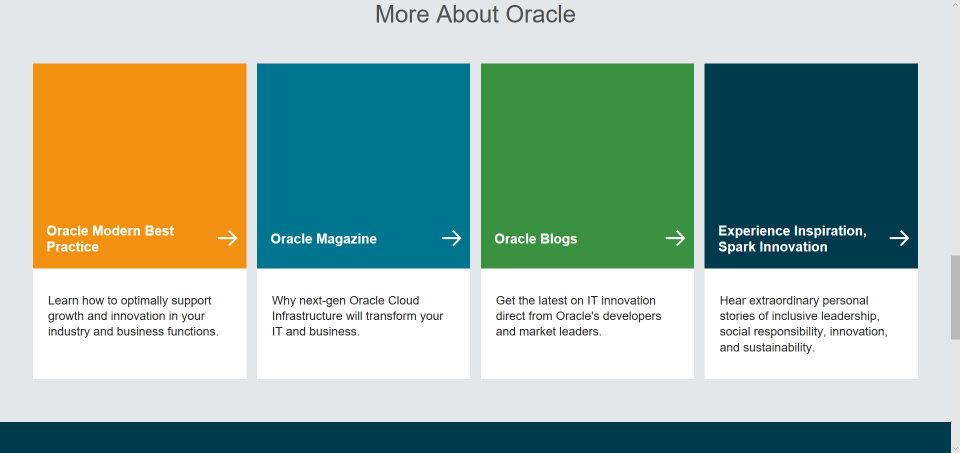 More About Oracle
Oracle Modern Best
Practice
Oracle Magazine
Oracle Blogs
Experience Inspiration,
Spark Innovation
Learn how to optimally support
growth and innovation in your
industry and business functions.
Why next-gen Oracle Cloud
Infrastructure will transform your
IT and business.
Get the latest on IT innovation
direct from Oracle's developers
and market leaders.
Hear extraordinary personal
stories of inclusive leadership,
social responsibility, innovation,
and sustainability.